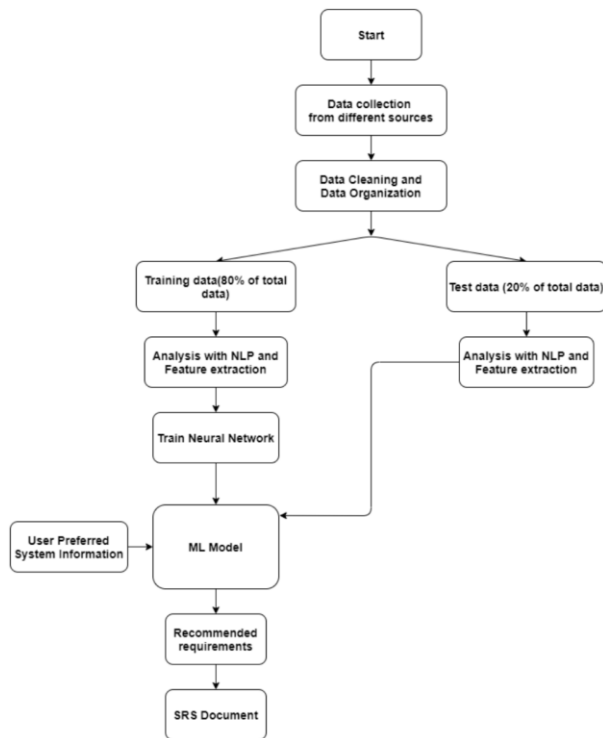 Start
Data collection
from different sources
Data Cleaning and
Data Organization
Training data(80% of total
data)
Test data (20% of total data)
Analysis with NLP and
Feature extraction
Analysis with NLP and
Feature extraction
Train Neural Network
User Preferred
System Information
ML Model
Recommended
requirements
SRS Document